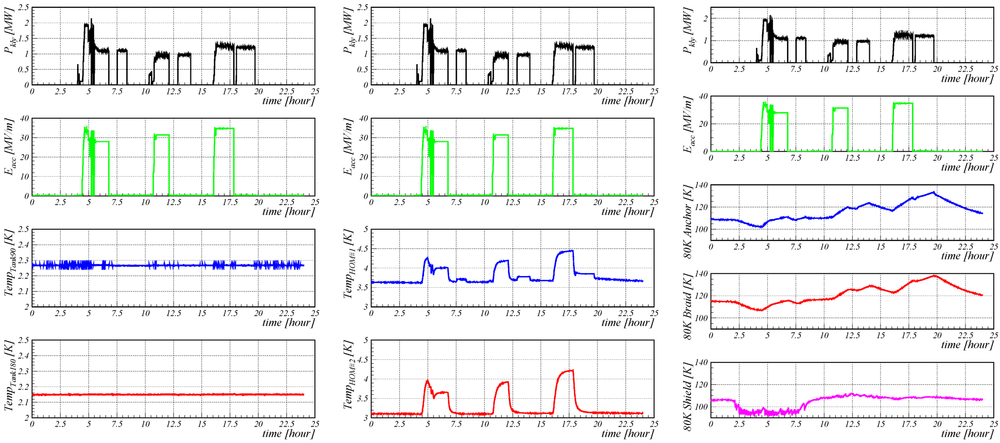 P_kly [MW]
2.5
2
1.5
1
0.5
0
0 2.5 5 7.5 10 12.5 15 17.5 20 22.5 25
time [hour]
E_acc [MV/m]
40
30
20
10
0
0 2.5 5 7.5 10 12.5 15 17.5 20 22.5 25
time [hour]
Temp_Tank90 [K]
2.5
2.4
2.3
2.2
2.1
2
0 2.5 5 7.5 10 12.5 15 17.5 20 22.5 25
time [hour]
Temp_Tank180 [K]
2.5
2.4
2.3
2.2
2.1
2
0 2.5 5 7.5 10 12.5 15 17.5 20 22.5 25
time [hour]
P_kly [MW]
2.5
2
1.5
1
0.5
0
0 2.5 5 7.5 10 12.5 15 17.5 20 22.5 25
time [hour]
E_acc [MV/m]
40
30
20
10
0
0 2.5 5 7.5 10 12.5 15 17.5 20 22.5 25
time [hour]
Temp_HOM#1 [K]
5
4.5
4
3.5
3
0 2.5 5 7.5 10 12.5 15 17.5 20 22.5 25
time [hour]
Temp_HOM#2 [K]
5
4.5
4
3.5
3
0 2.5 5 7.5 10 12.5 15 17.5 20 22.5 25
time [hour]
P_kly [MW]
2
1
0
0 2.5 5 7.5 10 12.5 15 17.5 20 22.5 25
time [hour]
E_acc [MV/m]
40
20
0
0 2.5 5 7.5 10 12.5 15 17.5 20 22.5 25
time [hour]
80K Anchor [K]
140
120
100
0 2.5 5 7.5 10 12.5 15 17.5 20 22.5 25
time [hour]
80K Braid [K]
140
120
100
0 2.5 5 7.5 10 12.5 15 17.5 20 22.5 25
time [hour]
80K Shield [K]
140
120
100
0 2.5 5 7.5 10 12.5 15 17.5 20 22.5 25
time [hour]